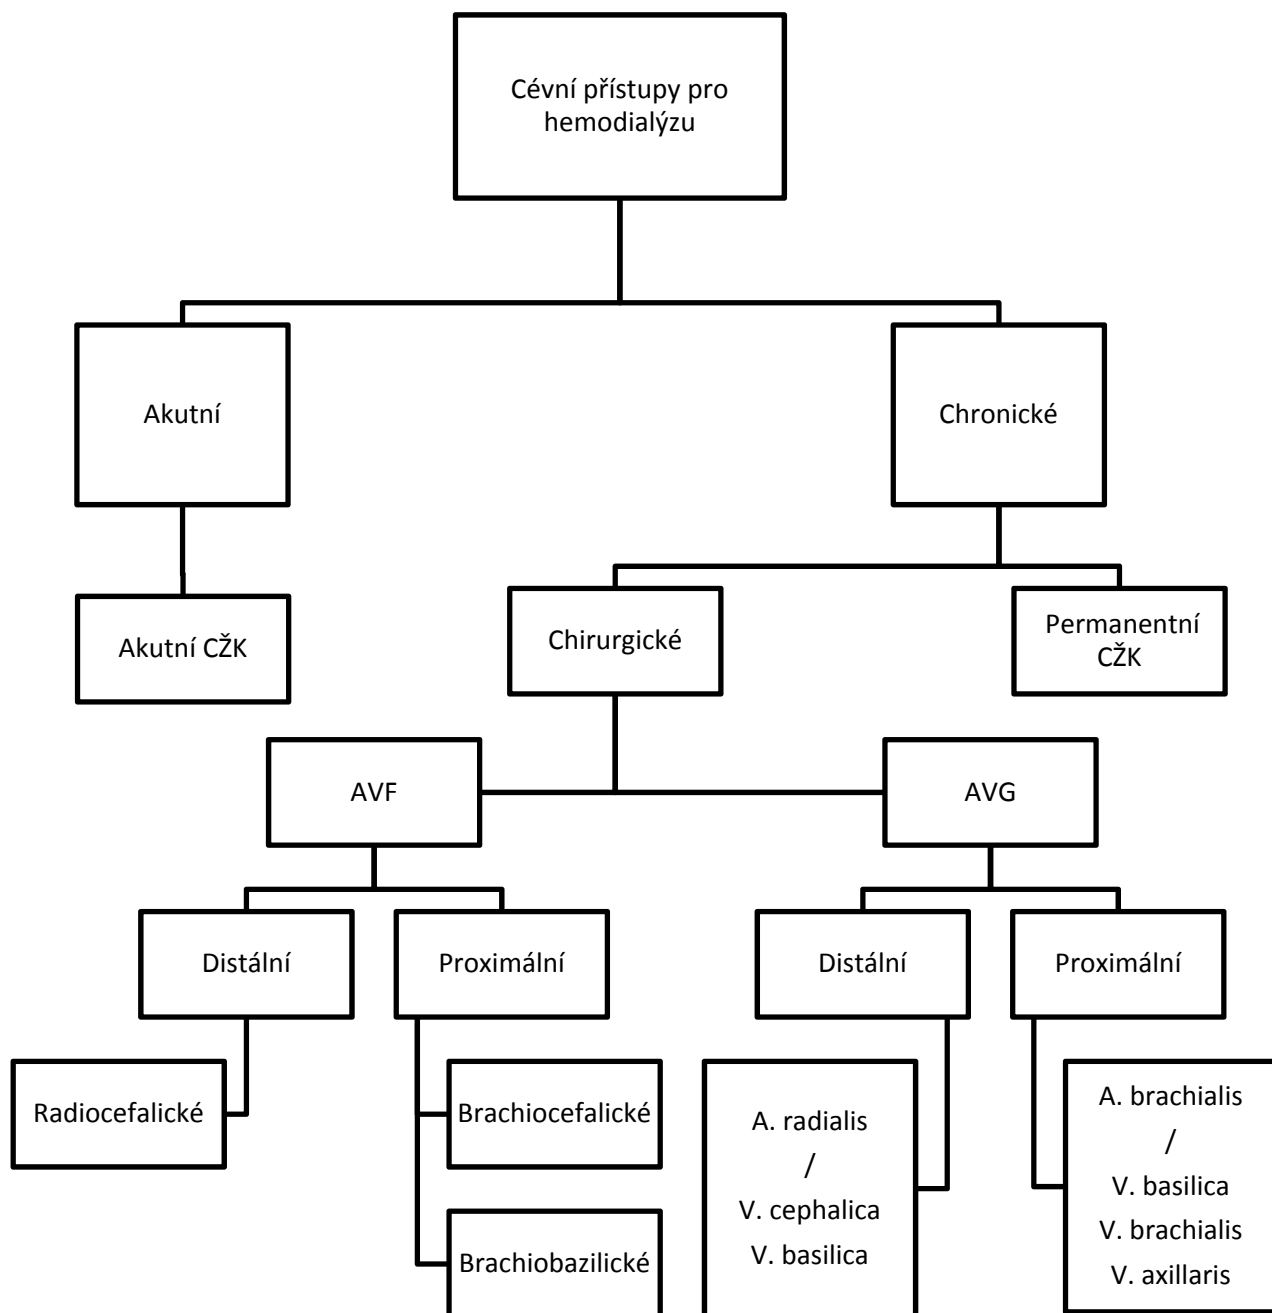 Cévní přístupy pro
hemodialýzu
Akutní
Chronické
Akutní CŽK
Chirurgické
Permanentní
CŽK
AVF
AVG
Distální
Proximální
Distální
Proximální
Radiocefalické
Brachiocefalické
Brachiobazilické
A. radialis
/
V. cephalica
V. basilica
A. brachialis
/
V. basilica
V. brachialis
V. axillaris